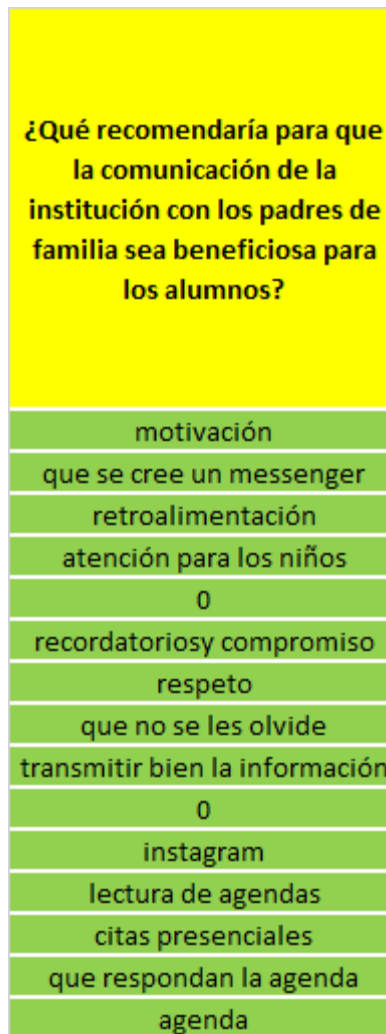 ¿Qué recomendaría para que
la comunicación de la
institución con los padres de
familia sea beneficiosa para
los alumnos?
motivación
que se cree un messenger
retroalimentación
atención para los niños
0
recordatoriosy compromiso
respeto
que no se les olvide
transmitir bien la información
0
instagram
lectura de agendas
citas presenciales
que respondan la agenda
agenda